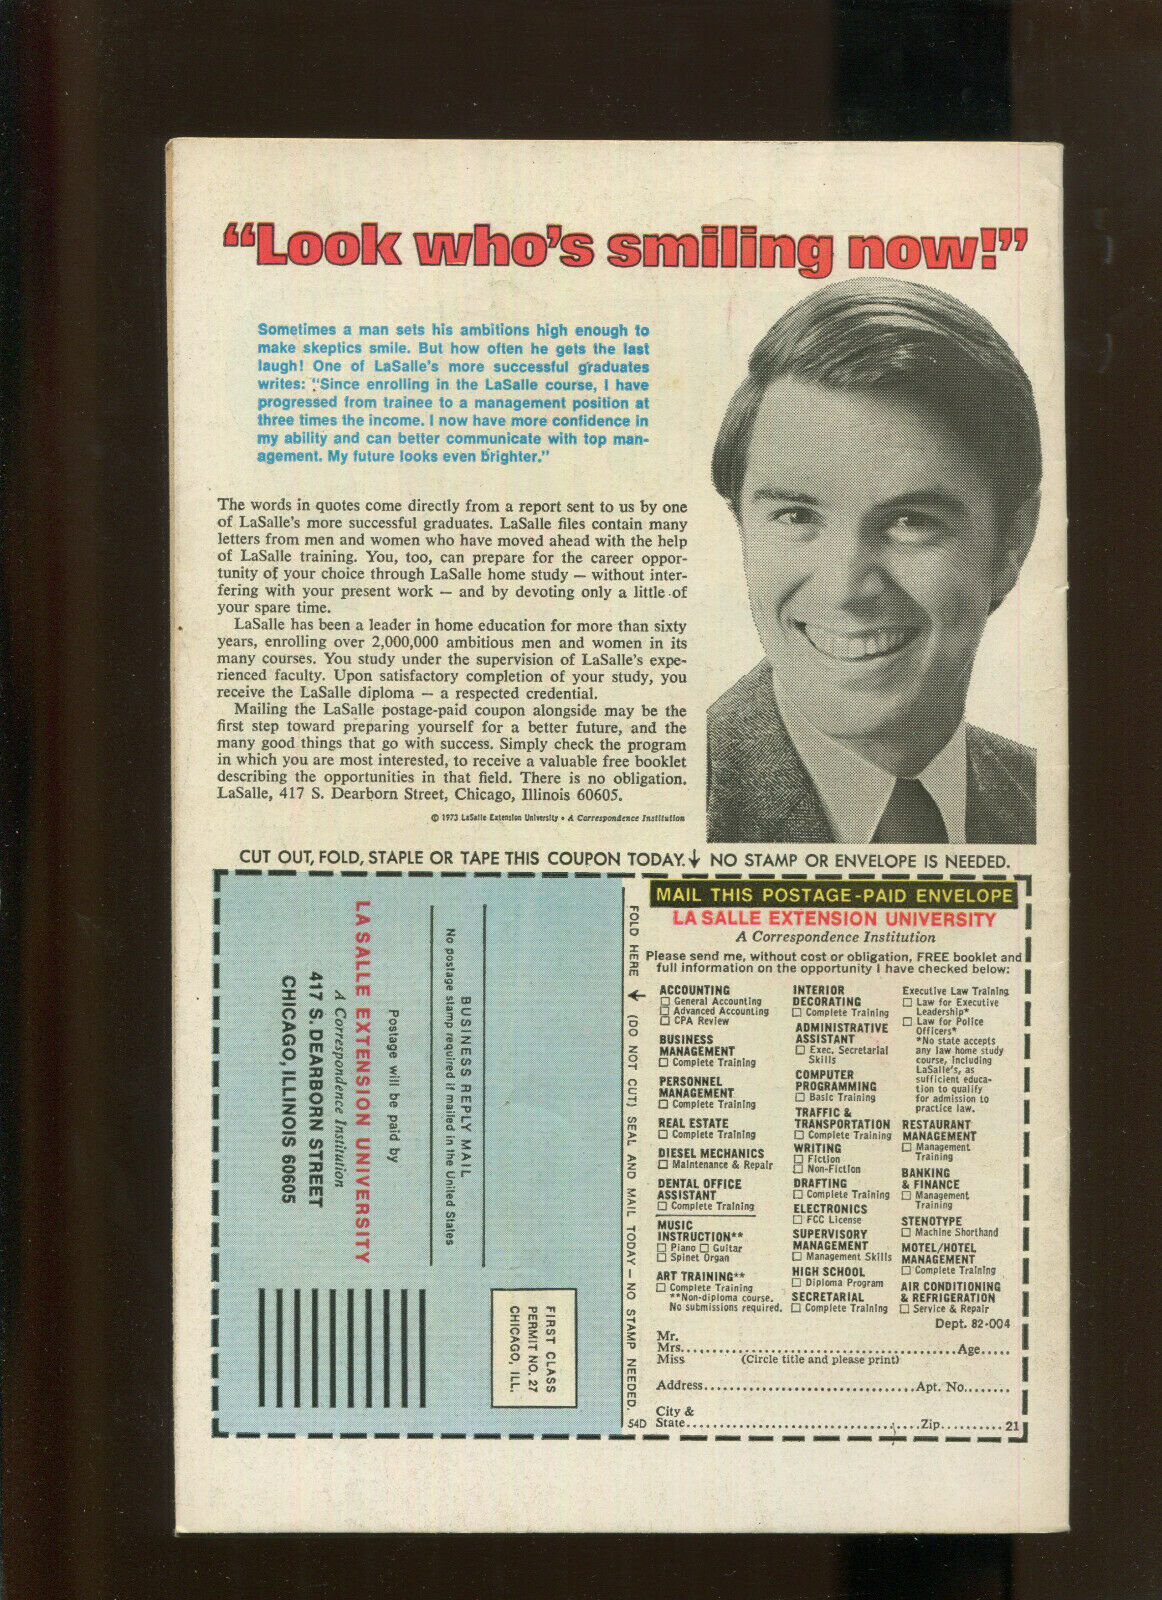 “Look who’s smiling now!”
Sometimes a man sets his ambitions high enough to
make skeptics smile. But how often he gets the last
laugh! One of LaSalle’s more successful graduates
writes: “Since enrolling in the LaSalle course, I have
progressed from trainee to a management position at
three times the income. I now have more confidence in
my ability and can better communicate with top man-
agement. My future looks even brighter.”
The words in quotes come directly from a report sent to us by one
of LaSalle’s more successful graduates. LaSalle files contain many
letters from men and women who have moved ahead with the help
of LaSalle training. You, too, can prepare for the career oppor-
tunity of your choice through LaSalle home study — without inter-
fering with your present work — and by devoting only a little of
your spare time.
LaSalle has been a leader in home education for more than sixty
years, enrolling over 2,000,000 ambitious men and women in its
many courses. You study under the supervision of LaSalle’s expe-
rienced faculty. Upon satisfactory completion of your study, you
receive the LaSalle diploma — a respected credential.
Mailing the LaSalle postage-paid coupon alongside may be the
first step toward preparing yourself for a better future, and the
many good things that go with success. Simply check the program
in which you are most interested, to receive a valuable free booklet
describing the opportunities in that field. There is no obligation.
LaSalle, 417 S. Dearborn Street, Chicago, Illinois 60605.
© 1973 LaSalle Extension University • A Correspondence Institution
CUT OUT, FOLD, STAPLE OR TAPE THIS COUPON TODAY. ↓ NO STAMP OR ENVELOPE IS NEEDED.
FIRST CLASS
PERMIT NO. 27
CHICAGO, ILL.
BUSINESS REPLY MAIL
No postage stamp required if mailed in the United States
Postage will be paid by
LA SALLE EXTENSION UNIVERSITY
A Correspondence Institution
417 S. DEARBORN STREET
CHICAGO, ILLINOIS 60605
FOLD HERE ↓ (DO NOT CUT) SEAL AND MAIL TODAY — NO STAMP NEEDED.
54D
MAIL THIS POSTAGE-PAID ENVELOPE
LA SALLE EXTENSION UNIVERSITY
A Correspondence Institution
Please send me, without cost or obligation, FREE booklet and
full information on the opportunity I have checked below:
ACCOUNTING
☐ General Accounting
☐ Advanced Accounting
☐ CPA Review
BUSINESS
MANAGEMENT
☐ Complete Training
PERSONNEL
MANAGEMENT
☐ Complete Training
REAL ESTATE
☐ Complete Training
DIESEL MECHANICS
☐ Maintenance & Repair
DENTAL OFFICE
ASSISTANT
☐ Complete Training
MUSIC
INSTRUCTION**
☐ Piano ☐ Guitar
☐ Spinet Organ
ART TRAINING**
☐ Complete Training
**Non-diploma course.
No submissions required.
INTERIOR
DECORATING
☐ Complete Training
ADMINISTRATIVE
ASSISTANT
☐ Exec. Secretarial
Skills
COMPUTER
PROGRAMMING
☐ Basic Training
TRAFFIC &
TRANSPORTATION
☐ Complete Training
WRITING
☐ Fiction
☐ Non-Fiction
DRAFTING
☐ Complete Training
ELECTRONICS
☐ FCC License
SUPERVISORY
MANAGEMENT
☐ Management Skills
HIGH SCHOOL
☐ Diploma Program
SECRETARIAL
☐ Complete Training
Executive Law Training
☐ Law for Executive
Leadership*
☐ Law for Police
Officers*
*No state accepts
any law home study
course, including
LaSalle's, as
sufficient educa-
tion to qualify
for admission to
practice law.
RESTAURANT
MANAGEMENT
☐ Management
Training
BANKING
& FINANCE
☐ Management
Training
STENOTYPE
☐ Machine Shorthand
MOTEL/HOTEL
MANAGEMENT
☐ Complete Training
AIR CONDITIONING
& REFRIGERATION
☐ Service & Repair
Dept. 82-004
Mr.
Mrs. Age
Miss (Circle title and please print)
Address Apt. No.
City &
State Zip 21